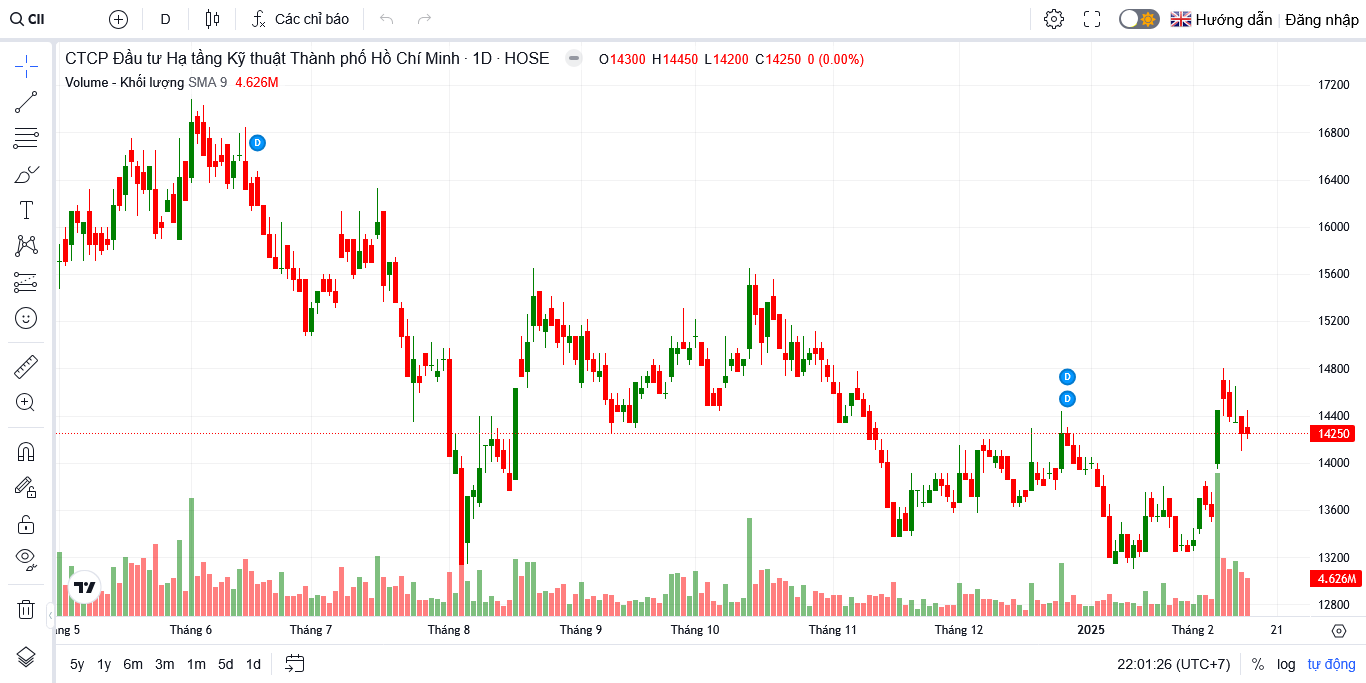 CII D Các chỉ báo Hướng dẫn Đăng nhập
CTCP Đầu tư Hạ tầng Kỹ thuật Thành phố Hồ Chí Minh · 1D · HOSE O14300 H14450 L14200 C14250 0 (0.00%)
Volume - Khối lượng SMA 9 4.626M
17200
16800
D
16400
16000
15600
15200
14800
D
D
14400
14250
14000
13600
13200
4.626M
12800
ng 5 Tháng 6 Tháng 7 Tháng 8 Tháng 9 Tháng 10 Tháng 11 Tháng 12 2025 Tháng 2 21
5y 1y 6m 3m 1m 5d 1d 22:01:26 (UTC+7) % log tự động